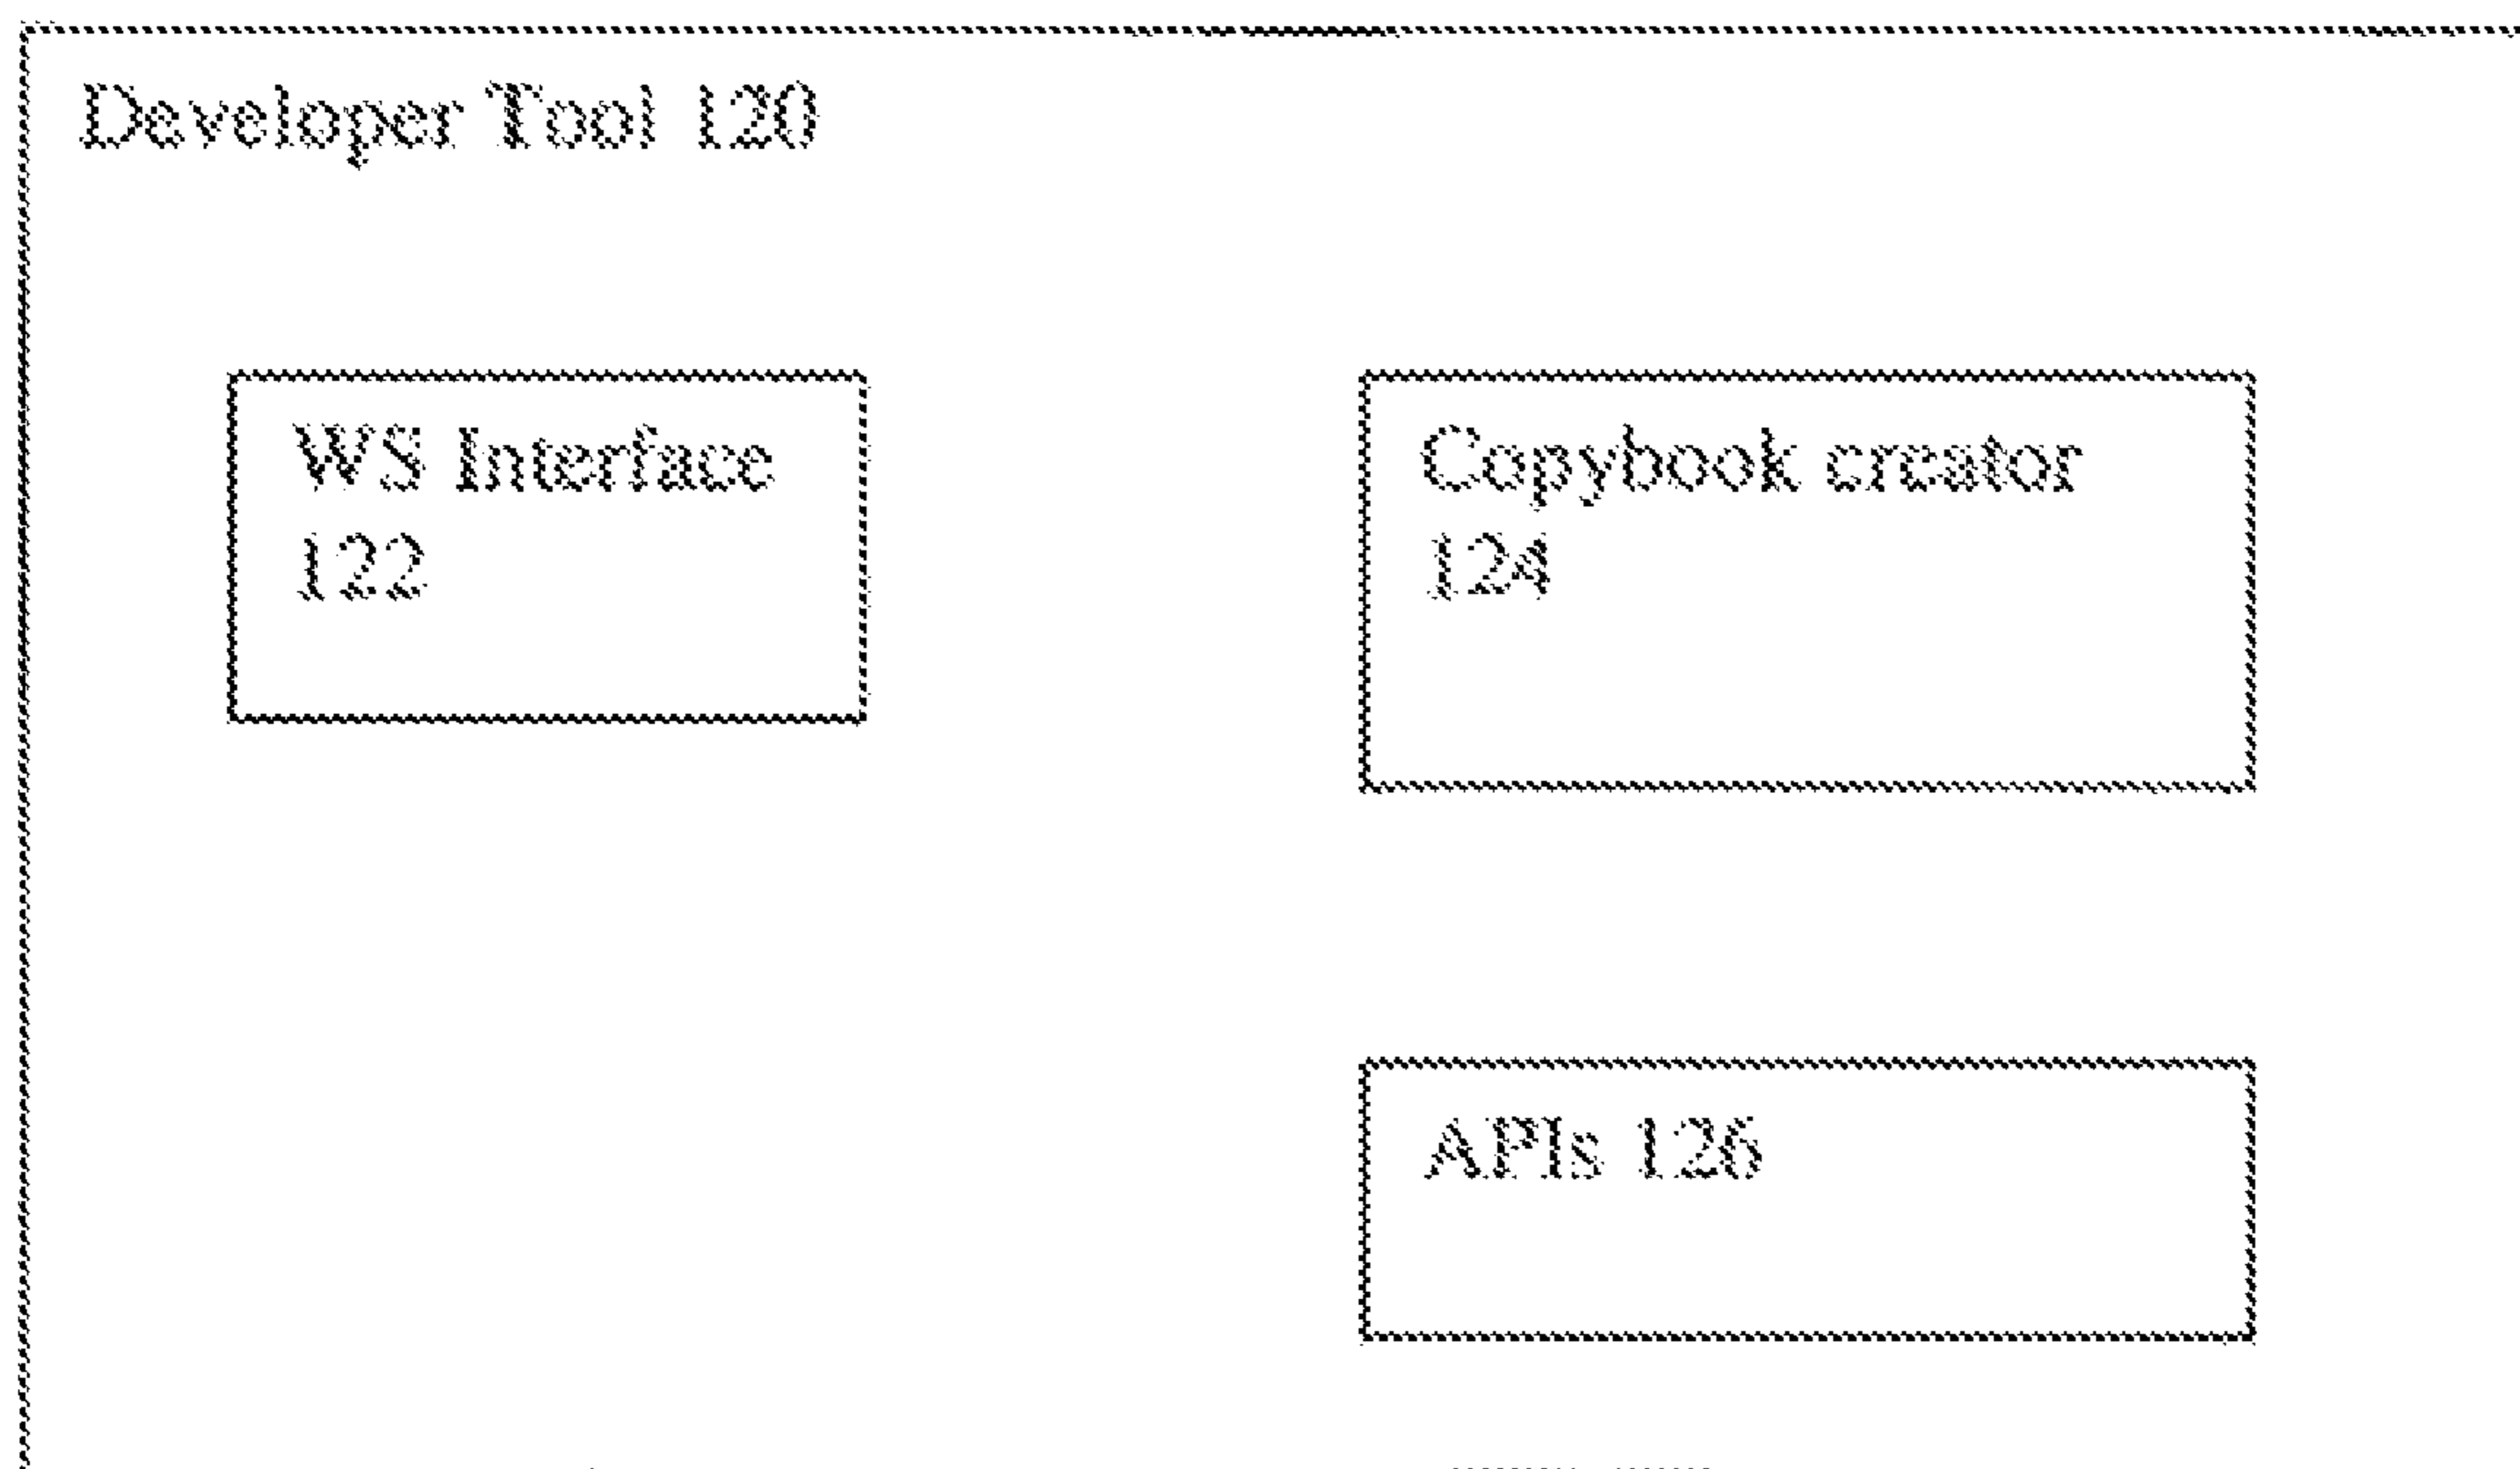 Developer Tool 120
WS Interface
122
Copybook creator
124
APIs 126